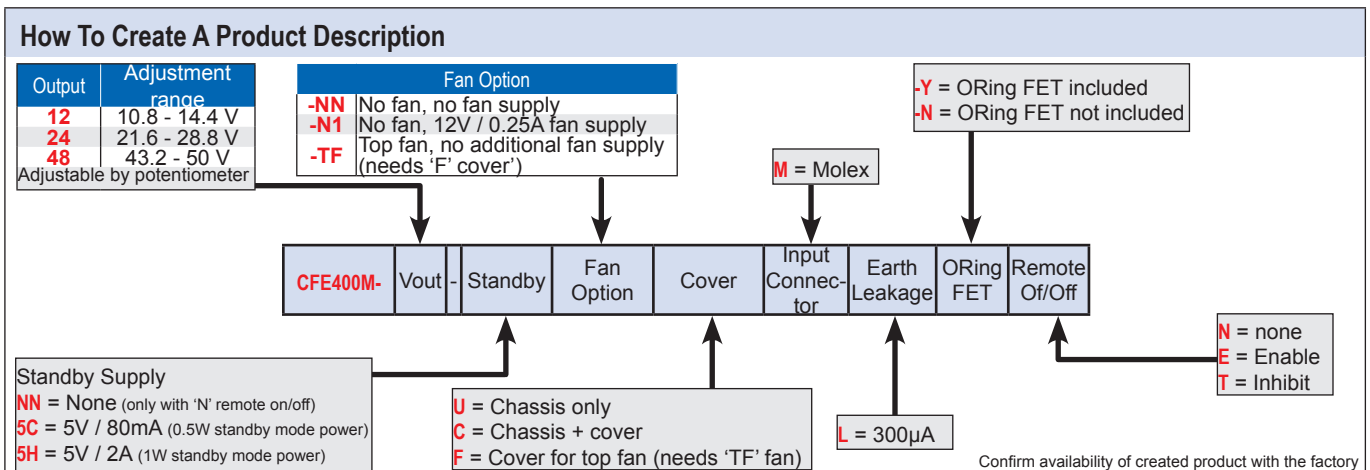 How To Create A Product Description
Output Adjustment range
12 10.8 - 14.4 V
24 21.6 - 28.8 V
48 43.2 - 50 V
Adjustable by potentiometer
Fan Option
-NN No fan, no fan supply
-N1 No fan, 12V / 0.25A fan supply
-TF Top fan, no additional fan supply
(needs ‘F’ cover’)
M = Molex
-Y = ORing FET included
-N = ORing FET not included
CFE400M- Vout - Standby Fan Option Cover Input Connec-tor Earth Leakage ORing FET Remote Of/Off
Standby Supply
NN = None (only with ‘N’ remote on/off)
5C = 5V / 80mA (0.5W standby mode power)
5H = 5V / 2A (1W standby mode power)
U = Chassis only
C = Chassis + cover
F = Cover for top fan (needs ‘TF’ fan)
L = 300µA
N = none
E = Enable
T = Inhibit
Confirm availability of created product with the factory